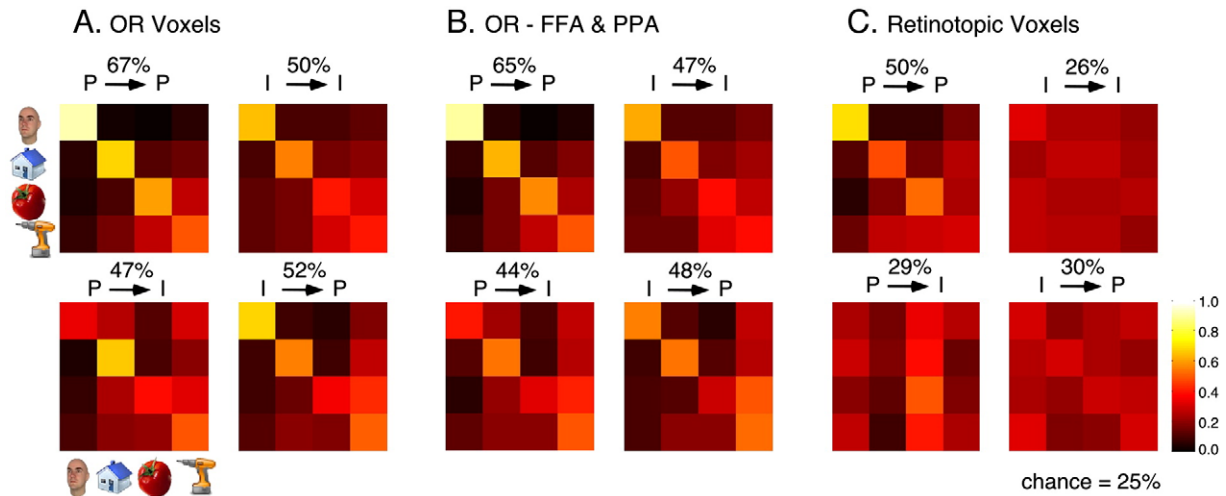 A. OR Voxels
B. OR - FFA & PPA
C. Retinotopic Voxels
67%
P → P
50%
I → I
65%
P → P
47%
I → I
50%
P → P
26%
I → I
47%
P → I
52%
I → P
44%
P → I
48%
I → P
29%
P → I
30%
I → P
1.0
0.8
0.6
0.4
0.2
0.0
chance = 25%